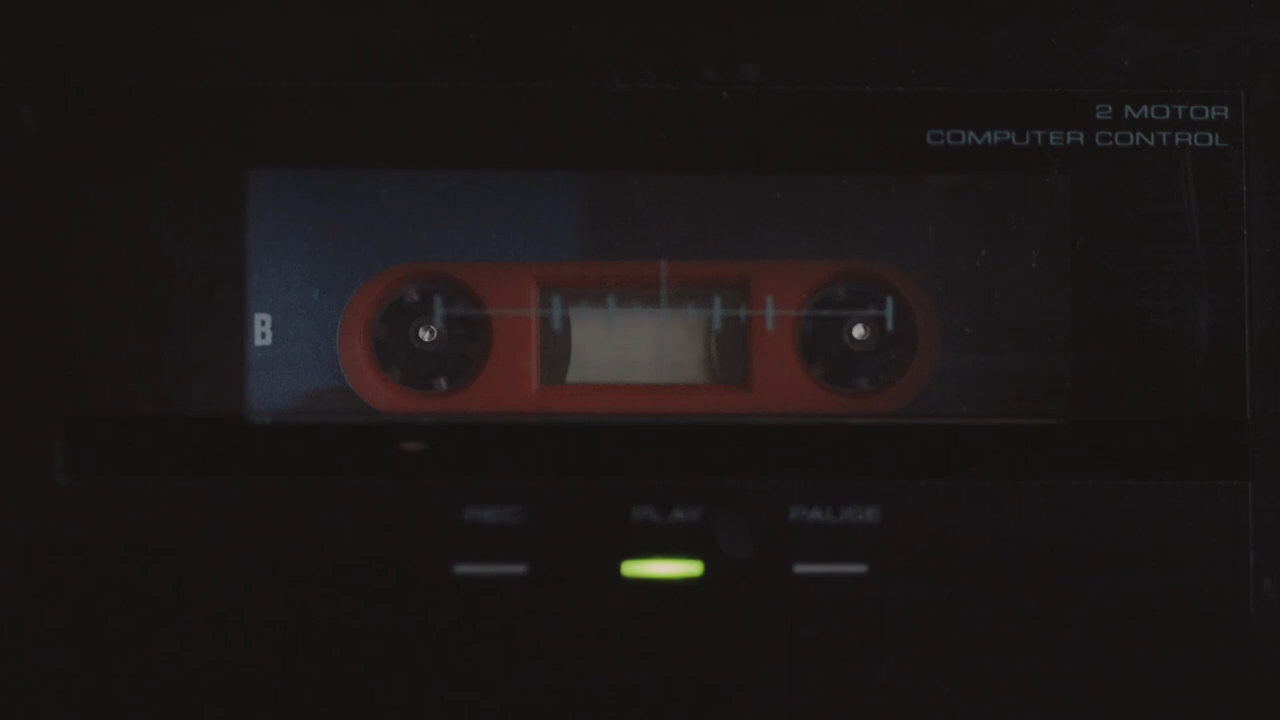 2 MOTOR
COMPUTER CONTROL
B
REC
PLAY
PAUSE